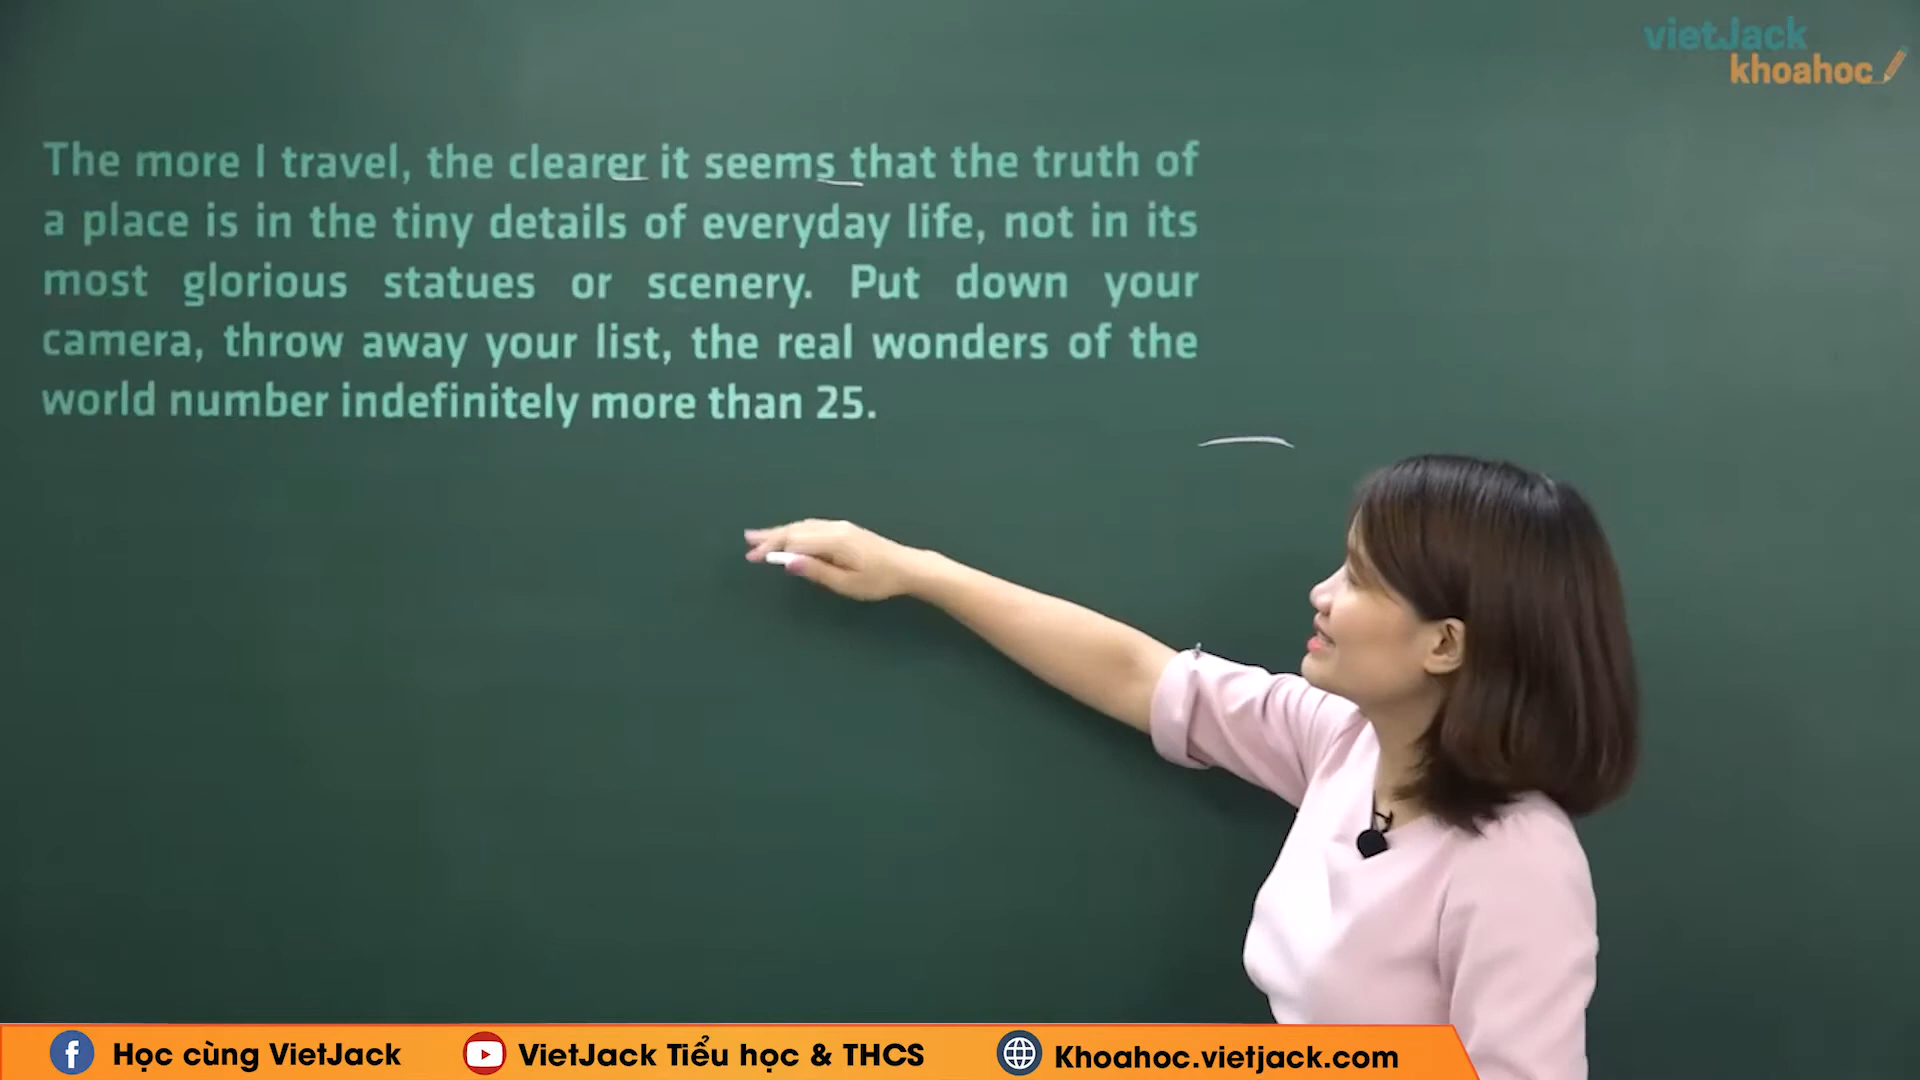 vietJack
khoahoc
The more I travel, the clearer it seems that the truth of
a place is in the tiny details of everyday life, not in its
most glorious statues or scenery. Put down your
camera, throw away your list, the real wonders of the
world number indefinitely more than 25.
Học cùng VietJack
VietJack Tiểu học & THCS
Khoahoc.vietjack.com